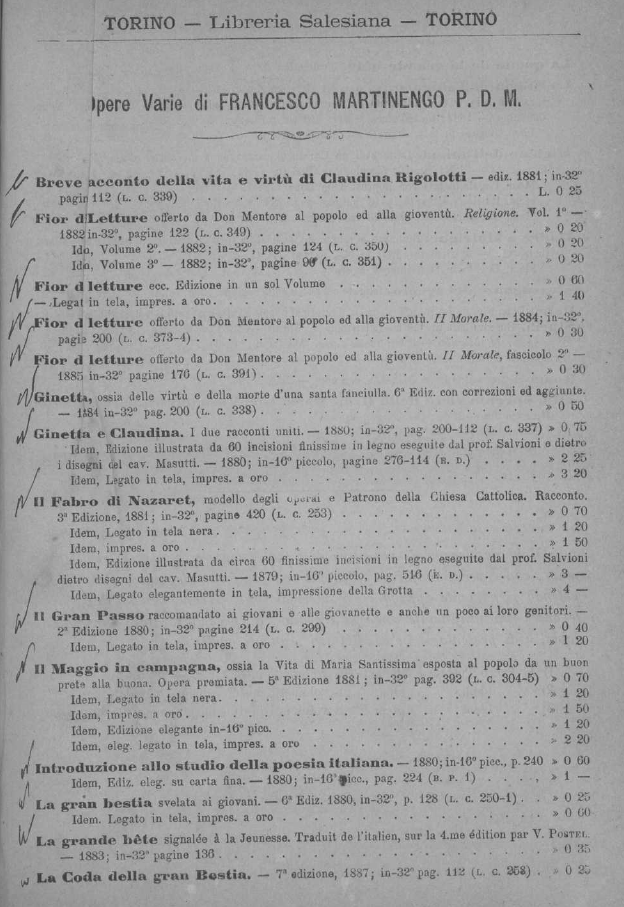 TORINO — Libreria Salesiana — TORINO
Opere Varie di FRANCESCO MARTINENGO P. D. M.
Breve acconto della vita e virtù di Claudina Rigolotti — ediz. 1881; in-32°
pagin 112 (L. C. 339) . . . L. 0 25
Fior d Letture offerto da Don Mentore al popolo ed alla gioventù. Religione. Vol. 1° —
1882 in-32°, pagine 122 (L. C. 349) . . . » 0 20
Idm, Volume 2°. — 1882; in-32°, pagine 124 (L. C. 350) . . . » 0 20
Idm, Volume 3° — 1882; in-32°, pagine (L. C. 351) . . . » 0 20
Fior d letture ecc. Edizione in un sol Volume . . . » 0 60
— Legat in tela, impres. a oro . . . » 1 40
Fior d letture offerto da Don Mentore al popolo ed alla gioventù. II Morale. — 1884; in-32°.
pagie 200 (L. C. 373-4) . . . » 0 30
Fior d letture offerto da Don Mentore al popolo ed alla gioventù. II Morale, fascicolo 2° —
1885 in-32° pagine 176 (L. C. 391) . . . » 0 30
Ginetta, ossia delle virtù e della morte d'una santa fanciulla. 6ª Ediz. con correzioni ed aggiunte.
— 1884 in-32° pag. 200 (L. C. 338) . . . » 0 50
Ginetta e Claudina. I due racconti uniti. — 1880; in-32°, pag. 200-112 (L. C. 337) » 0,75
Idem, Edizione illustrata da 60 incisioni finissime in legno eseguite dal prof. Salvioni e dietro
i disegni del cav. Masutti. — 1880; in-16° piccolo, pagine 276-114 (E. D.) . . . » 2 25
Idem, Legato in tela, impres. a oro . . . » 3 20
Il Fabro di Nazaret, modello degli operai e Patrono della Chiesa Cattolica. Racconto.
3ª Edizione, 1881; in-32°, pagine 420 (L. C. 253) . . . » 0 70
Idem, Legato in tela nera . . . » 1 20
Idem, impres. a oro . . . » 1 50
Idem, Edizione illustrata da circa 60 finissime incisioni in legno eseguite dal prof. Salvioni
dietro disegni del cav. Masutti. — 1879; in-16° piccolo, pag. 516 (E. D.) . . . » 3 —
Idem, Legato elegantemente in tela, impressione della Grotta . . . » 4 —
Il Gran Passo raccomandato ai giovani e alle giovanette e anche un poco ai loro genitori. —
2ª Edizione 1880; in-32° pagine 214 (L. C. 299) . . . » 0 40
Idem, Legato in tela, impres. a oro . . . » 1 20
Il Maggio in campagna, ossia la Vita di Maria Santissima esposta al popolo da un buon
prete alla buona. Opera premiata. — 5ª Edizione 1881; in-32° pag. 392 (L. C. 304-5) » 0 70
Idem, Legato in tela nera . . . » 1 20
Idem, impres. a oro . . . » 1 50
Idem, Edizione elegante in-16° picc. . . . » 1 20
Idem, eleg. legato in tela, impres. a oro . . . » 2 20
Introduzione allo studio della poesia italiana. — 1880; in-16° picc., p. 240 » 0 60
Idem, Ediz. eleg. su carta fina. — 1880; in-16° picc., pag. 224 (B. P. 1) . . . » 1 —
La gran bestia svelata ai giovani. — 6ª Ediz. 1880, in-32°, p. 128 (L. C. 250-1) . . » 0 25
Idem. Legato in tela, impres. a oro . . . » 0 60
La grande bête signalée à la Jeunesse. Traduit de l'italien, sur la 4.me édition par V. POSTEL.
— 1883; in-32° pagine 136 . . . » 0 35
La Coda della gran Bestia. — 7ª edizione, 1887; in-32° pag. 112 (L. C. 258) . » 0 25